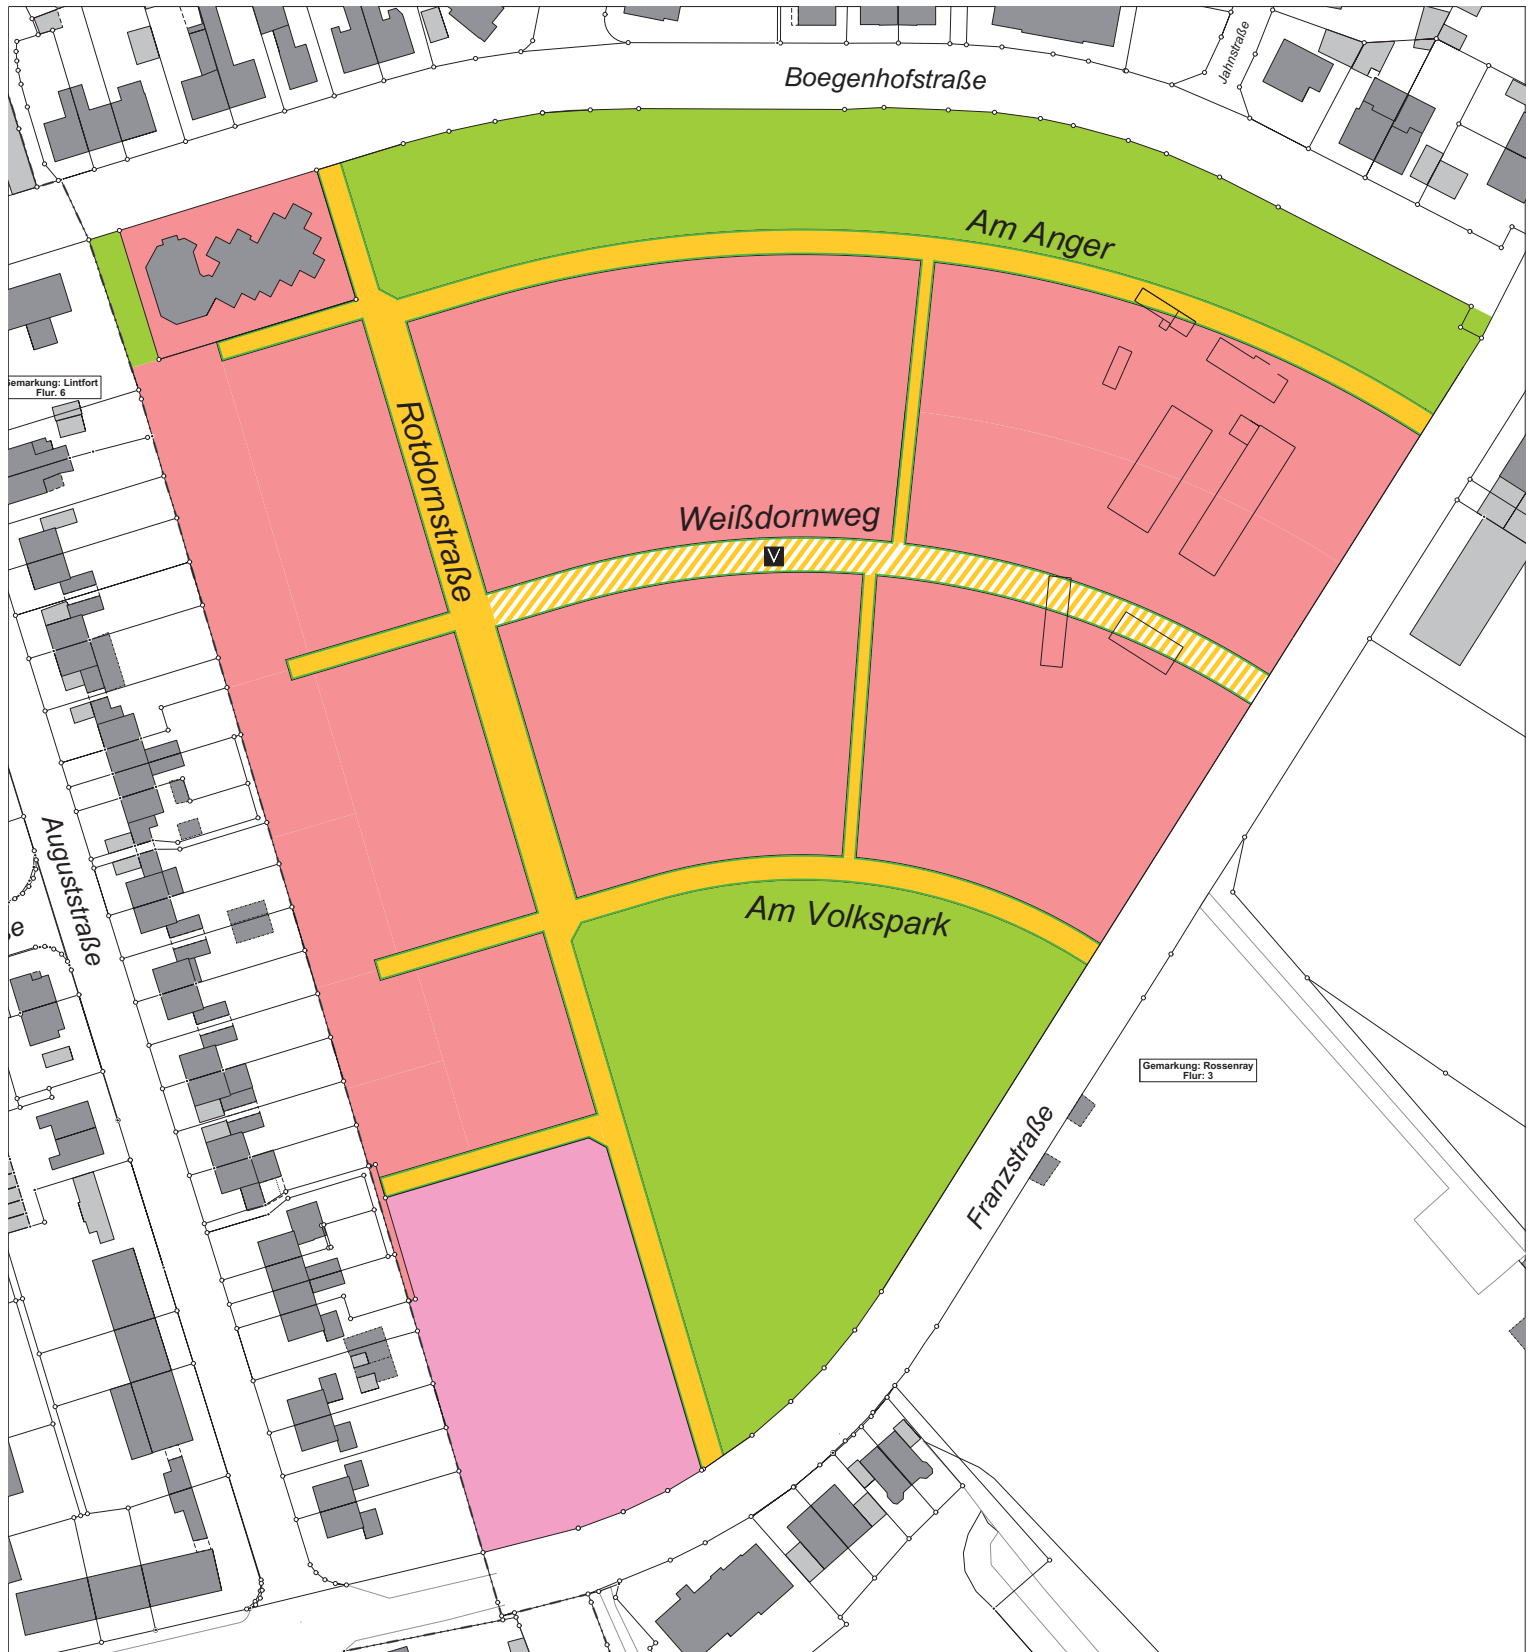 Boegenhofstraße
Jahnstraße
Am Anger
Gemarkung: Lintfort
Flur. 6
Rotdornstraße
Weißdornweg
V
Auguststraße
Am Volkspark
Gemarkung: Rossenray
Flur: 3
Franzstraße